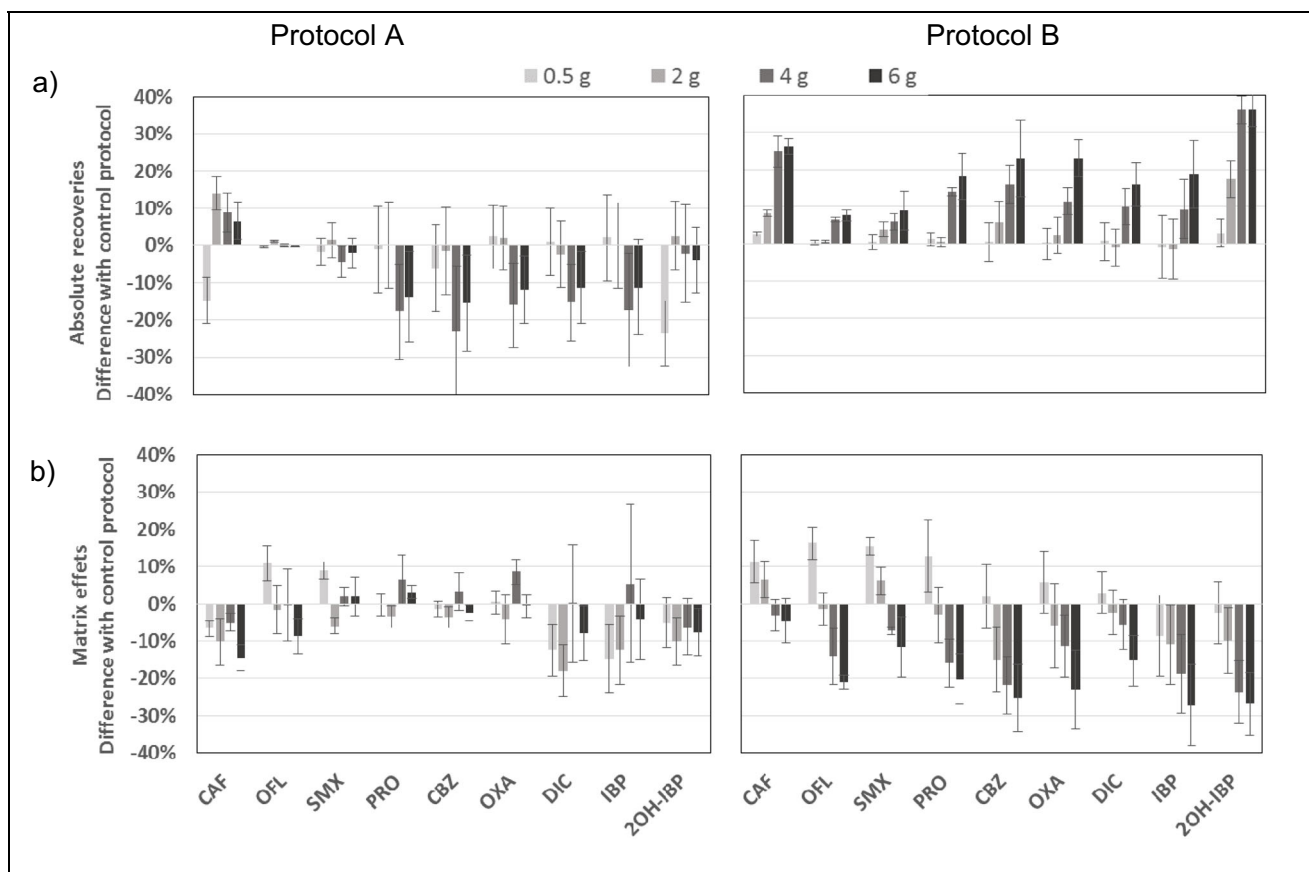 Protocol A
Protocol B
0.5 g 2 g 4 g 6 g
a)
Absolute recoveries
Difference with control protocol
40%
30%
20%
10%
0%
-10%
-20%
-30%
-40%
b)
Matrix effets
Difference with control protocol
40%
30%
20%
10%
0%
-10%
-20%
-30%
-40%
CAF OFL SMX PRO CBZ OXA DIC IBP 2OH-IBP
CAF OFL SMX PRO CBZ OXA DIC IBP 2OH-IBP